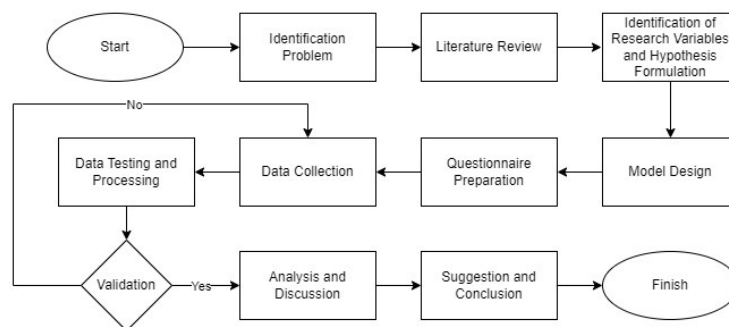 Start
Identification
Problem
Literature Review
Identification of
Research Variables
and Hypothesis
Formulation
No
Data Testing and
Processing
Data Collection
Questionnaire
Preparation
Model Design
Validation
Yes
Analysis and
Discussion
Suggestion and
Conclusion
Finish